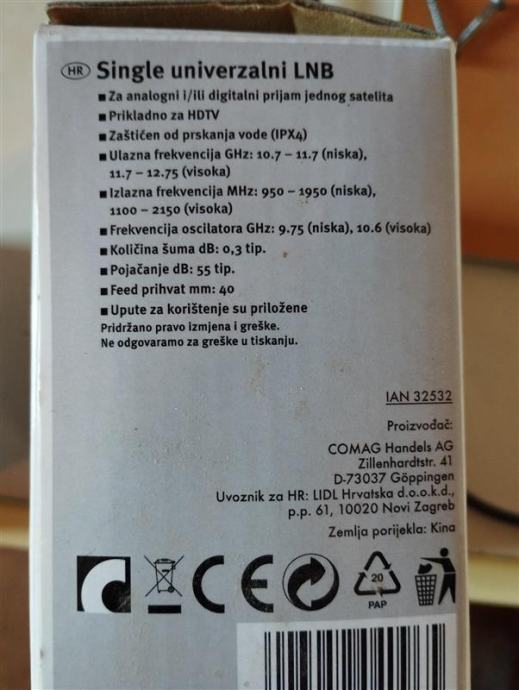 HR Single univerzalni LNB
■ Za analogni i/ili digitalni prijam jednog satelita
■ Prikladno za HDTV
■ Zaštićen od prskanja vode (IPX4)
■ Ulazna frekvencija GHz: 10.7 – 11.7 (niska),
11.7 – 12.75 (visoka)
■ Izlazna frekvencija MHz: 950 – 1950 (niska),
1100 – 2150 (visoka)
■ Frekvencija oscilatora GHz: 9.75 (niska), 10.6 (visoka)
■ Količina šuma dB: 0,3 tip.
■ Pojačanje dB: 55 tip.
■ Feed prihvat mm: 40
■ Upute za korištenje su priložene
Pridržano pravo izmjena i greške.
Ne odgovaramo za greške u tiskanju.
IAN 32532
Proizvođač:
COMAG Handels AG
Zillenhardtstr. 41
D-73037 Göppingen
Uvoznik za HR: LIDL Hrvatska d.o.o.k.d.,
p.p. 61, 10020 Novi Zagreb
Zemlja porijekla: Kina
CE
20
PAP